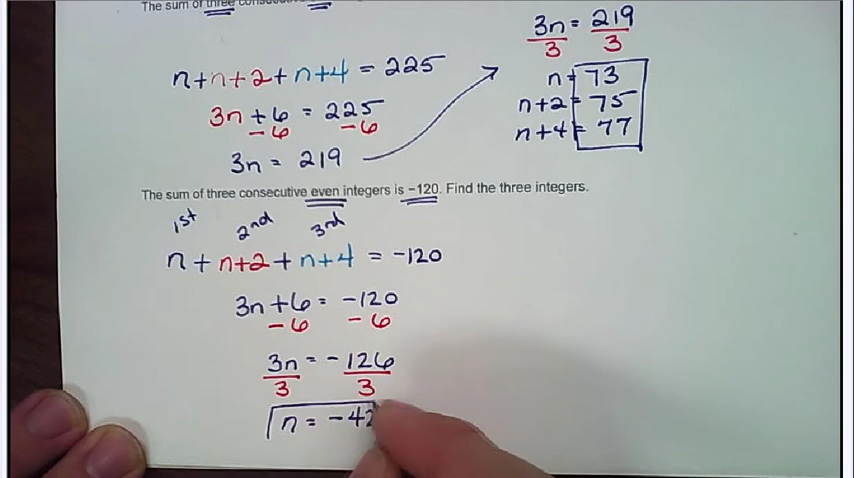 The sum of three
n+n+2+n+4 = 225
3n+6 = 225
-6 -6
3n = 219
3n = 219
3 3
n = 73
n+2 = 75
n+4 = 77
The sum of three consecutive even integers is −120. Find the three integers.
1st 2nd 3rd
n + n+2 + n+4 = -120
3n+6 = -120
-6 -6
3n = -126
3 3
n = -42